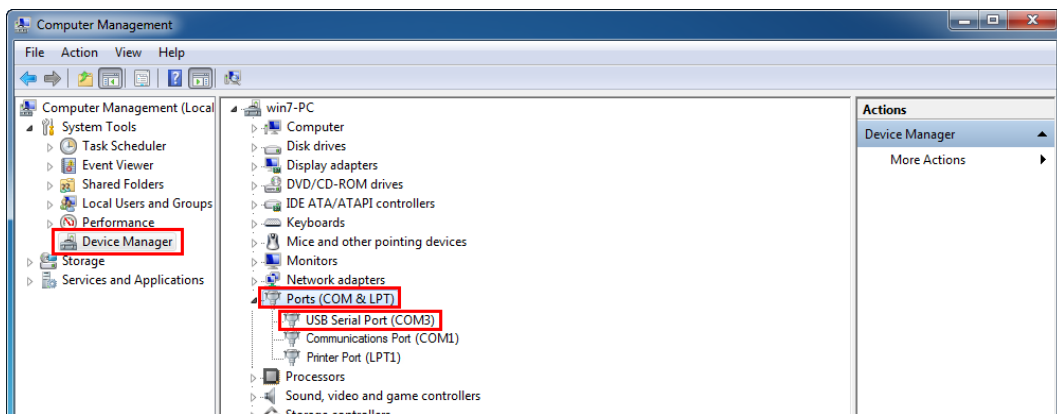 Computer Management
File Action View Help
Computer Management (Local
System Tools
Task Scheduler
Event Viewer
Shared Folders
Local Users and Groups
Performance
Device Manager
Storage
Services and Applications
win7-PC
Computer
Disk drives
Display adapters
DVD/CD-ROM drives
IDE ATA/ATAPI controllers
Keyboards
Mice and other pointing devices
Monitors
Network adapters
Ports (COM & LPT)
USB Serial Port (COM3)
Communications Port (COM1)
Printer Port (LPT1)
Processors
Sound, video and game controllers
Storage controllers
Actions
Device Manager
More Actions